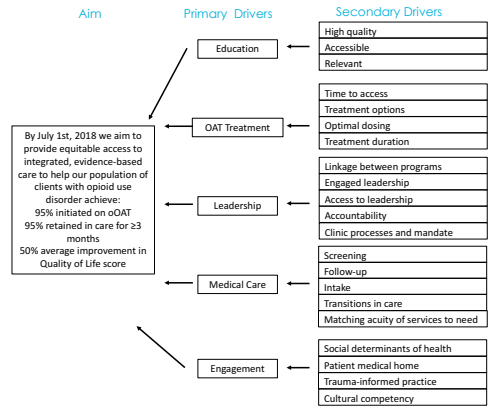 Aim
Primary Drivers
Secondary Drivers
By July 1st, 2018 we aim to
provide equitable access to
integrated, evidence-based
care to help our population of
clients with opioid use
disorder achieve:
95% initiated on oOAT
95% retained in care for ≥3
months
50% average improvement in
Quality of Life score
Education
High quality
Accessible
Relevant
OAT Treatment
Time to access
Treatment options
Optimal dosing
Treatment duration
Leadership
Linkage between programs
Engaged leadership
Access to leadership
Accountability
Clinic processes and mandate
Medical Care
Screening
Follow-up
Intake
Transitions in care
Matching acuity of services to need
Engagement
Social determinants of health
Patient medical home
Trauma-informed practice
Cultural competency